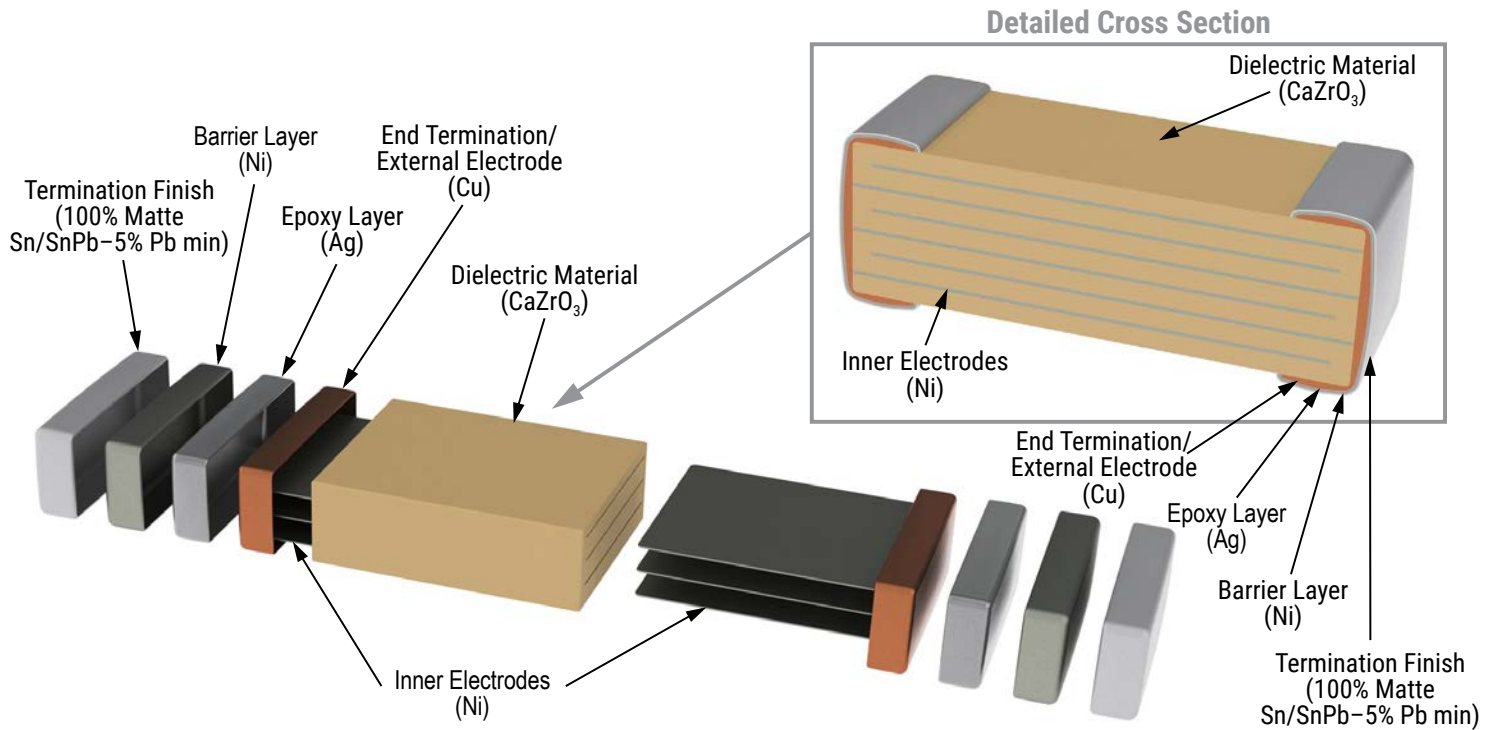 Detailed Cross Section
Dielectric Material
(CaZrO₃)
Inner Electrodes
(Ni)
End Termination/
External Electrode
(Cu)
Epoxy Layer
(Ag)
Barrier Layer
(Ni)
Termination Finish
(100% Matte
Sn/SnPb–5% Pb min)
Termination Finish
(100% Matte
Sn/SnPb–5% Pb min)
Barrier Layer
(Ni)
Epoxy Layer
(Ag)
End Termination/
External Electrode
(Cu)
Dielectric Material
(CaZrO₃)
Inner Electrodes
(Ni)